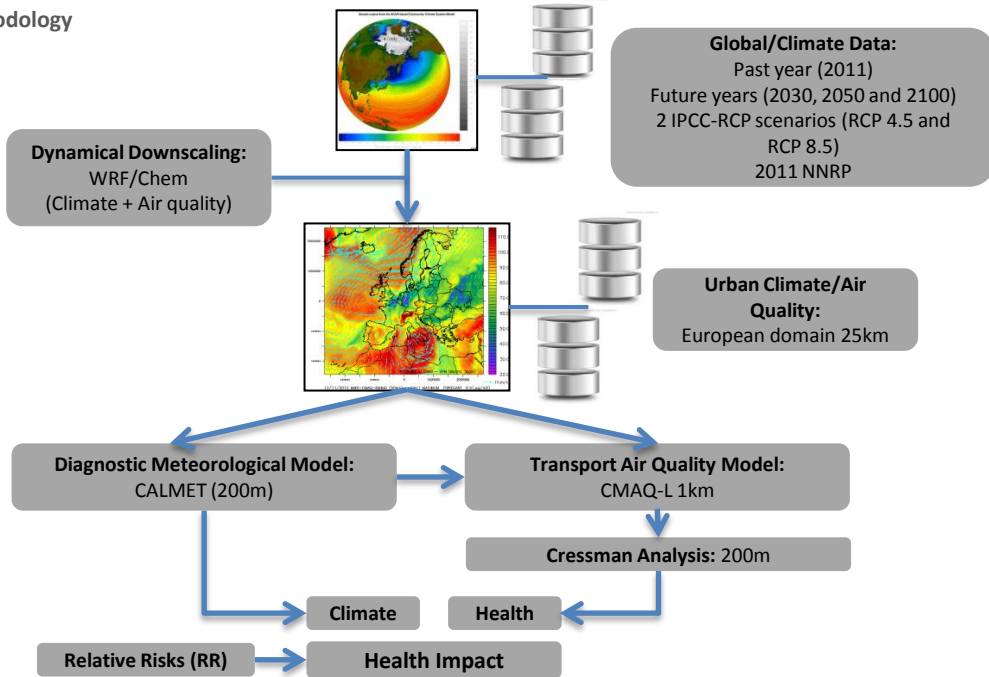 odology
Global/Climate Data:
Past year (2011)
Future years (2030, 2050 and 2100)
2 IPCC-RCP scenarios (RCP 4.5 and
RCP 8.5)
2011 NNRP
Dynamical Downscaling:
WRF/Chem
(Climate + Air quality)
Urban Climate/Air
Quality:
European domain 25km
Diagnostic Meteorological Model:
CALMET (200m)
Transport Air Quality Model:
CMAQ-L 1km
Cressman Analysis: 200m
Climate
Health
Relative Risks (RR)
Health Impact